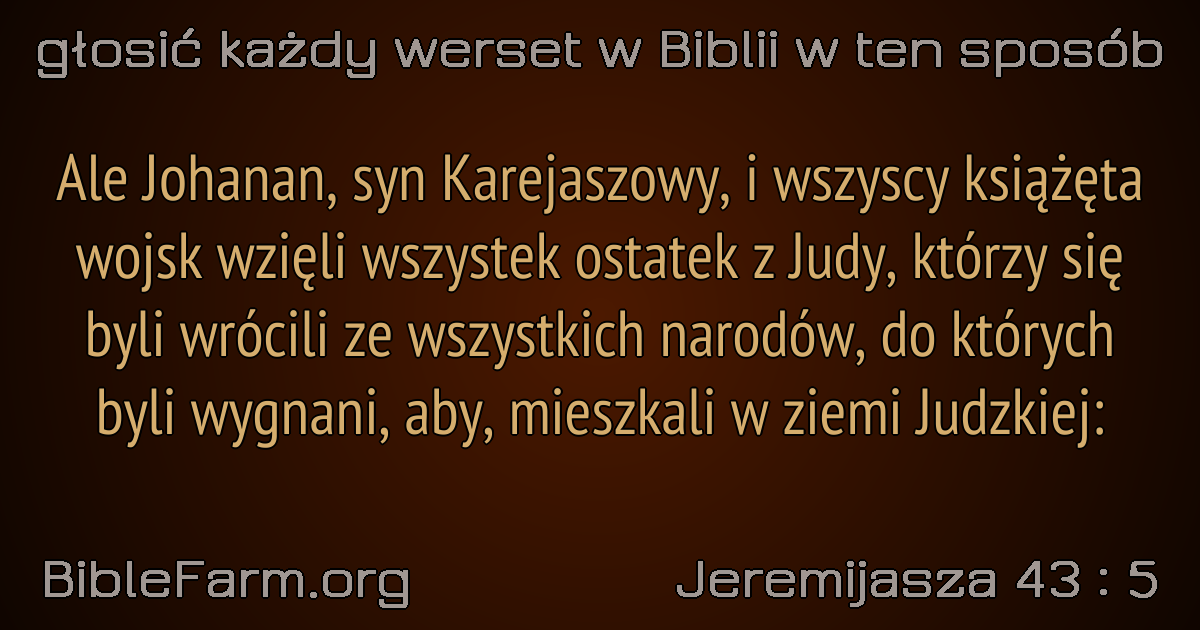 głosić każdy werset w Biblii w ten sposób
Ale Johanan, syn Karejaszowy, i wszyscy książęta
wojsk wzięli wszystek ostatek z Judy, którzy się
byli wrócili ze wszystkich narodów, do których
byli wygnani, aby, mieszkali w ziemi Judzkiej:
BibleFarm.org
Jeremijasza 43 : 5